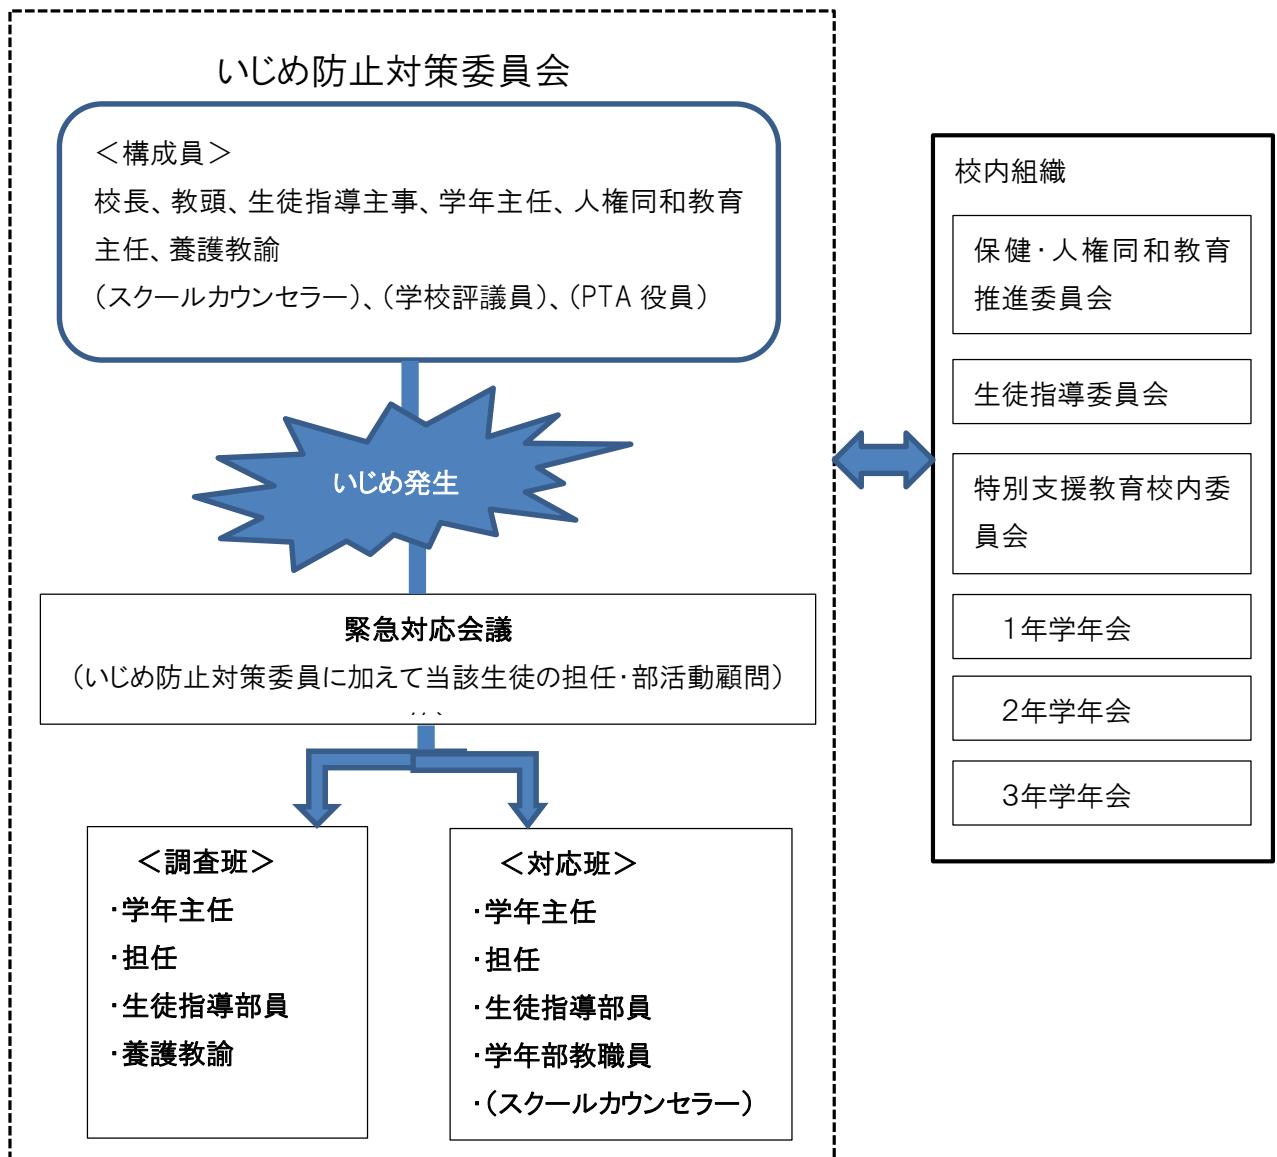 いじめ防止対策委員会
＜構成員＞
校長、教頭、生徒指導主事、学年主任、人権同和教育
主任、養護教諭
（スクールカウンセラー）、（学校評議員）、（PTA 役員）
いじめ発生
緊急対応会議
（いじめ防止対策委員に加えて当該生徒の担任・部活動顧問）
＜調査班＞
・学年主任
・担任
・生徒指導部員
・養護教諭
＜対応班＞
・学年主任
・担任
・生徒指導部員
・学年部教職員
・（スクールカウンセラー）
校内組織
保健・人権同和教育
推進委員会
生徒指導委員会
特別支援教育校内委
員会
1年学年会
2年学年会
3年学年会